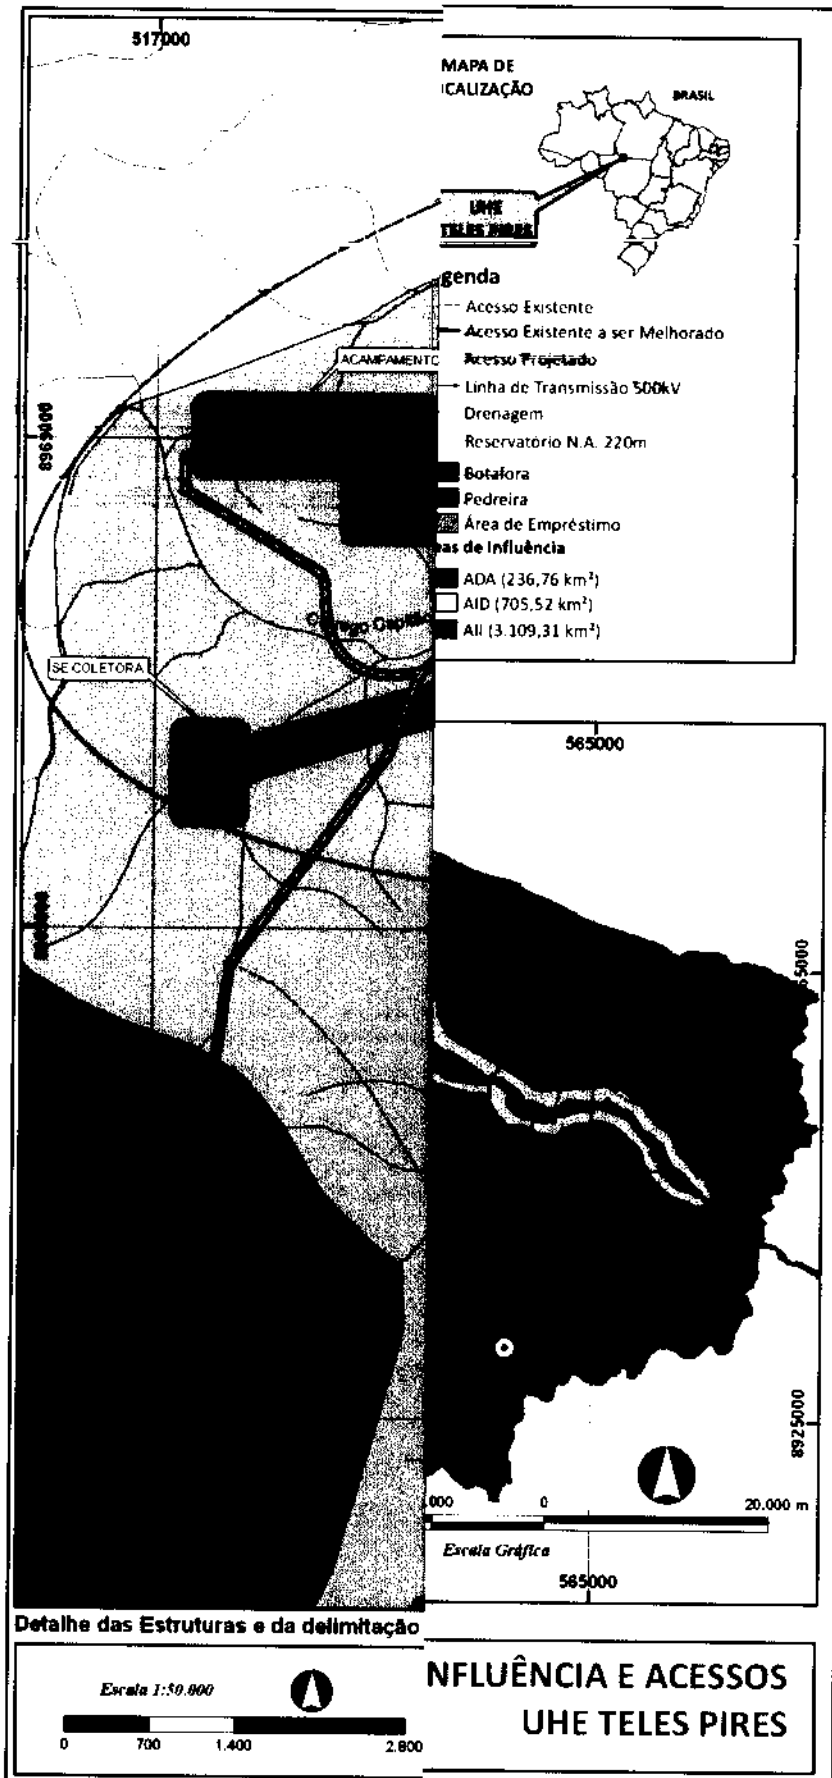 517000
MAPA DE
CALIZAÇÃO
BRASIL
UHE
TELES PIRES
genda
Acesso Existente
Acesso Existente a ser Melhorado
Acesso Projetado
Linha de Transmissão 500kV
Drenagem
Reservatório N.A. 220m
Botafora
Pedreira
Área de Empréstimo
as de Influência
ADA (236,76 km²)
AID (705,52 km²)
AII (3.109,31 km²)
ACAMPAMENTO
8969000
SE COLETORA
565000
65000
8925000
.000 0 20.000 m
Escala Gráfica
565000
Detalhe das Estruturas e da delimitação
Escala 1:50.000
0 700 1.400 2.800
NFLUÊNCIA E ACESSOS
UHE TELES PIRES